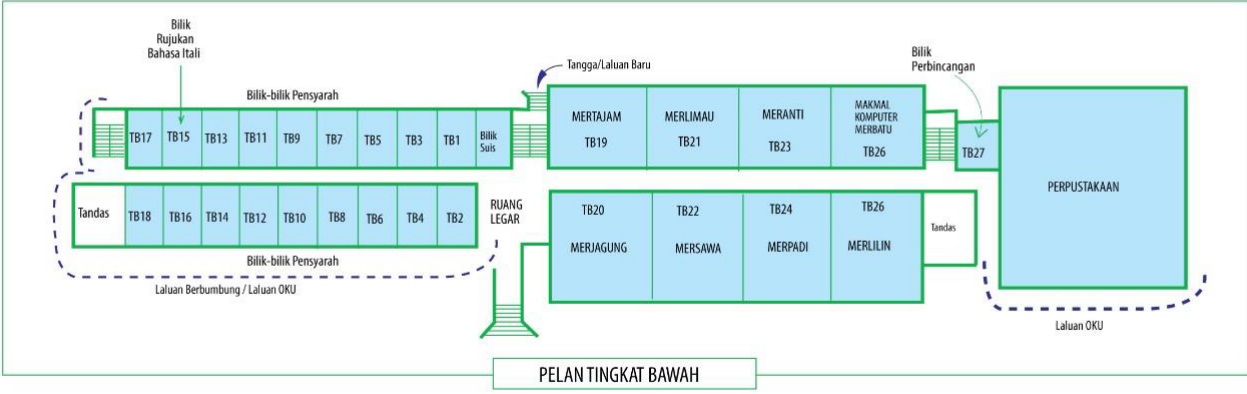 Bilik
Rujukan
Bahasa Itali
Bilik-bilik Pensyarah
Tangga/Laluan Baru
Bilik
Perbincangan
TB17
TB15
TB13
TB11
TB9
TB7
TB5
TB3
TB1
Bilik
Suis
MERTAJAM
TB19
MERLIMAU
TB21
MERANTI
TB23
MAKMAL
KOMPUTER
MERBATU
TB26
TB27
PERPUSTAKAAN
Tandas
TB18
TB16
TB14
TB12
TB10
TB8
TB6
TB4
TB2
RUANG
LEGAR
TB20
MERJAGUNG
TB22
MERSAWA
TB24
MERPADI
TB26
MERLILIN
Tandas
Bilik-bilik Pensyarah
Laluan Berbumbung / Laluan OKU
Laluan OKU
PELAN TINGKAT BAWAH